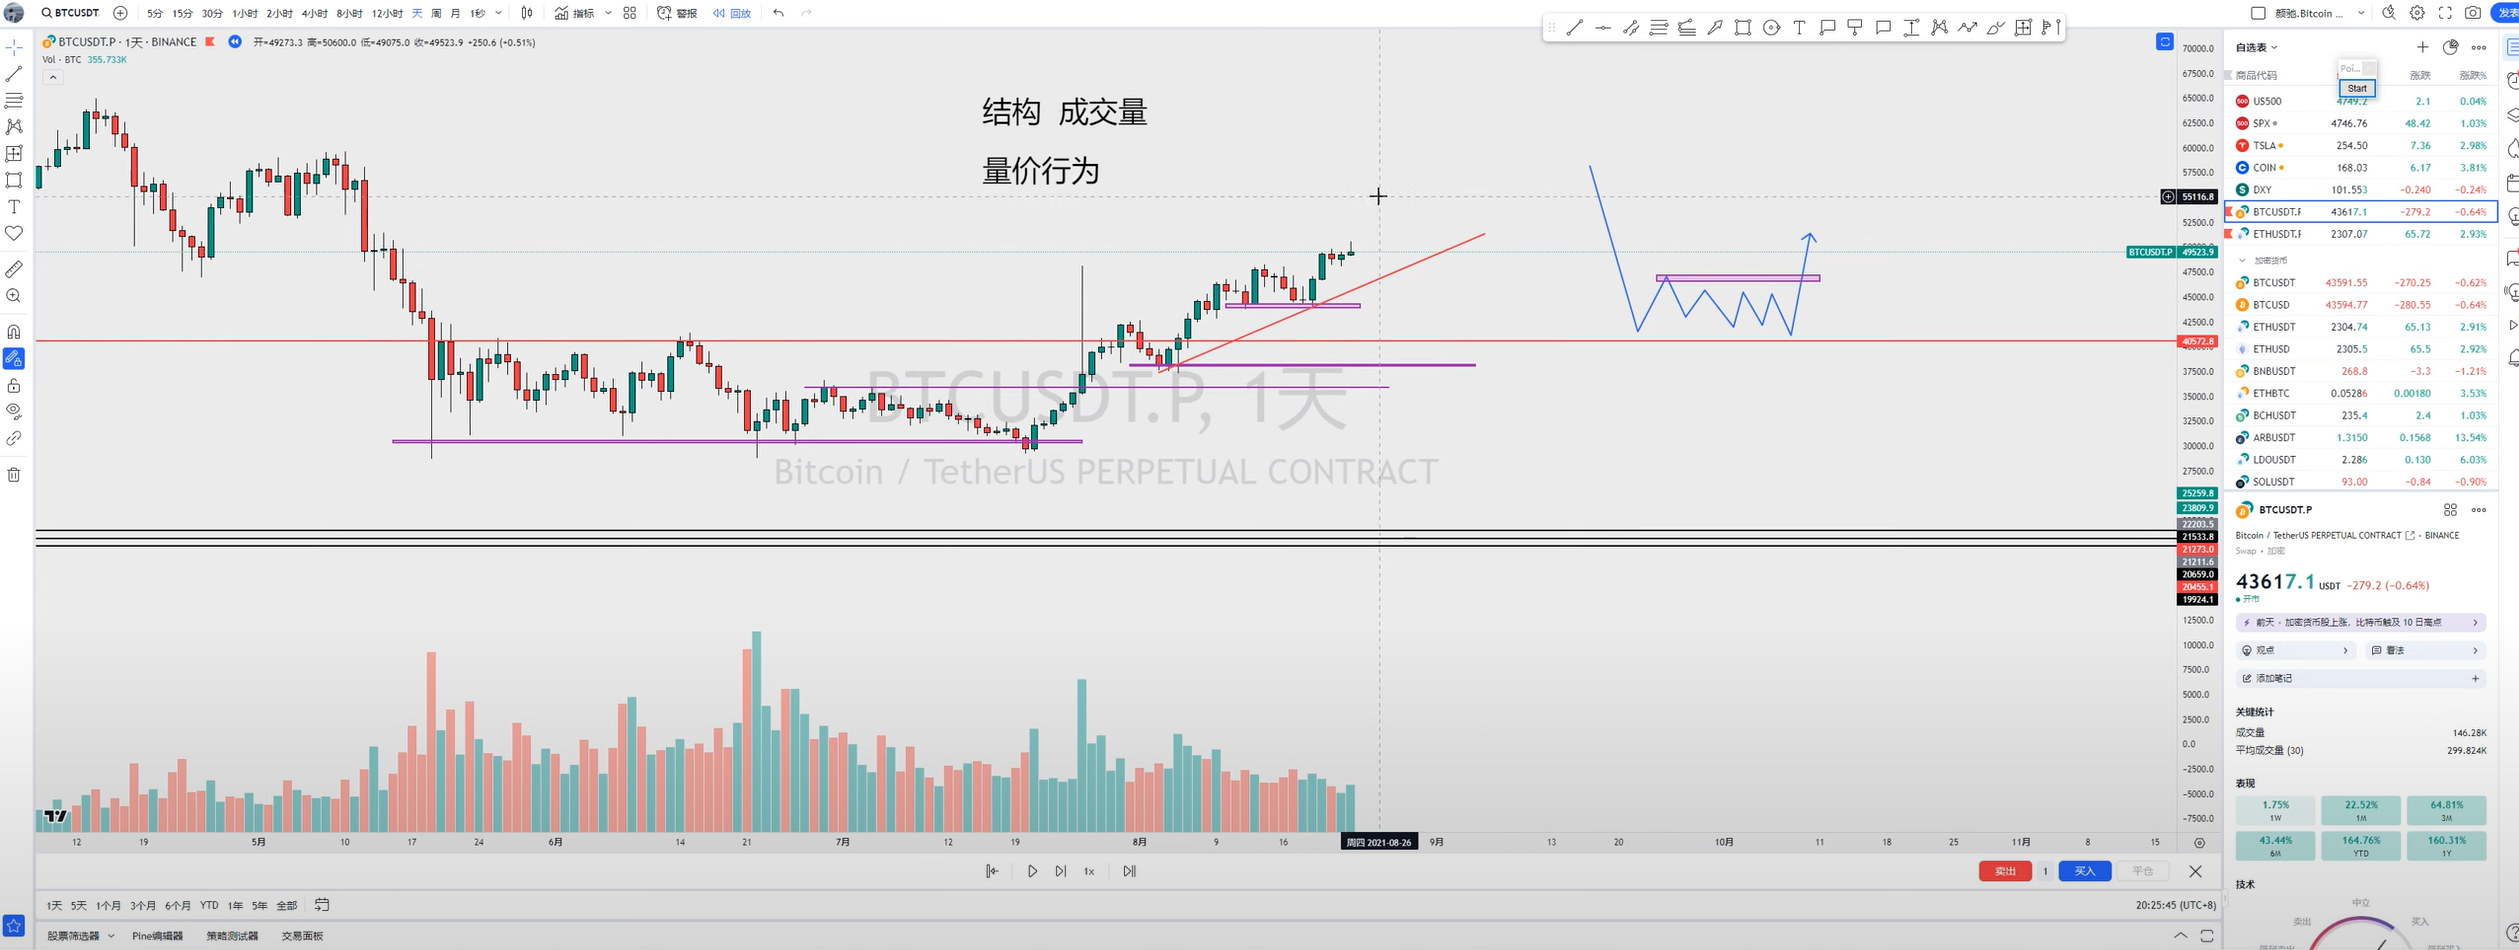 BTCUSDT 5分 15分 30分 1小时 2小时 4小时 8小时 12小时 天 周 月 1秒 指标 警报 回放 颜驰.Bitcoin ...
BTCUSDT.P · 1天 · BINANCE 开=49273.3 高=50600.0 低=49075.0 收=49523.9 +250.6 (+0.51%)
Vol · BTC 355.733K
结构 成交量
量价行为
BTCUSDT.P, 1天
Bitcoin / TetherUS PERPETUAL CONTRACT
70000.0
67500.0
65000.0
62500.0
60000.0
57500.0
55116.8
52500.0
BTCUSDT.P 49523.9
47500.0
45000.0
42500.0
40572.8
37500.0
35000.0
32500.0
30000.0
27500.0
25259.8
23809.9
22203.5
21533.8
21273.0
21211.6
20659.0
20455.1
19924.1
12500.0
10000.0
7500.0
5000.0
2500.0
0.0
−2500.0
−5000.0
−7500.0
12 19 5月 10 17 24 6月 14 21 7月 12 19 8月 9 16 周四 2021-08-26 9月 13 20 10月 11 18 25 11月 8 15
1x 卖出 1 买入 平仓
1天 5天 1个月 3个月 6个月 YTD 1年 5年 全部 20:25:45 (UTC+8)
股票筛选器 Pine编辑器 策略测试器 交易面板
自选表
Poi...
Start
商品代码 涨跌 涨跌%
US500 4749.2 2.1 0.04%
SPX 4746.76 48.42 1.03%
TSLA 254.50 7.36 2.98%
COIN 168.03 6.17 3.81%
DXY 101.553 −0.240 −0.24%
BTCUSDT.F 43617.1 −279.2 −0.64%
ETHUSDT.F 2307.07 65.72 2.93%
加密货币
BTCUSDT 43591.55 −270.25 −0.62%
BTCUSD 43594.77 −280.55 −0.64%
ETHUSDT 2304.74 65.13 2.91%
ETHUSD 2305.5 65.5 2.92%
BNBUSDT 268.8 −3.3 −1.21%
ETHBTC 0.05286 0.00180 3.53%
BCHUSDT 235.4 2.4 1.03%
ARBUSDT 1.3150 0.1568 13.54%
LDOUSDT 2.286 0.130 6.03%
SOLUSDT 93.00 −0.84 −0.90%
BTCUSDT.P
Bitcoin / TetherUS PERPETUAL CONTRACT · BINANCE
Swap · 加密
43617.1 USDT −279.2 (−0.64%)
开市
前天 · 加密货币股上涨，比特币触及 10 日高点
观点 看法
添加笔记
关键统计
成交量 146.28K
平均成交量 (30) 299.824K
表现
1.75% 22.52% 64.81%
1W 1M 3M
43.44% 164.76% 160.31%
6M YTD 1Y
技术
中立
卖出 买入